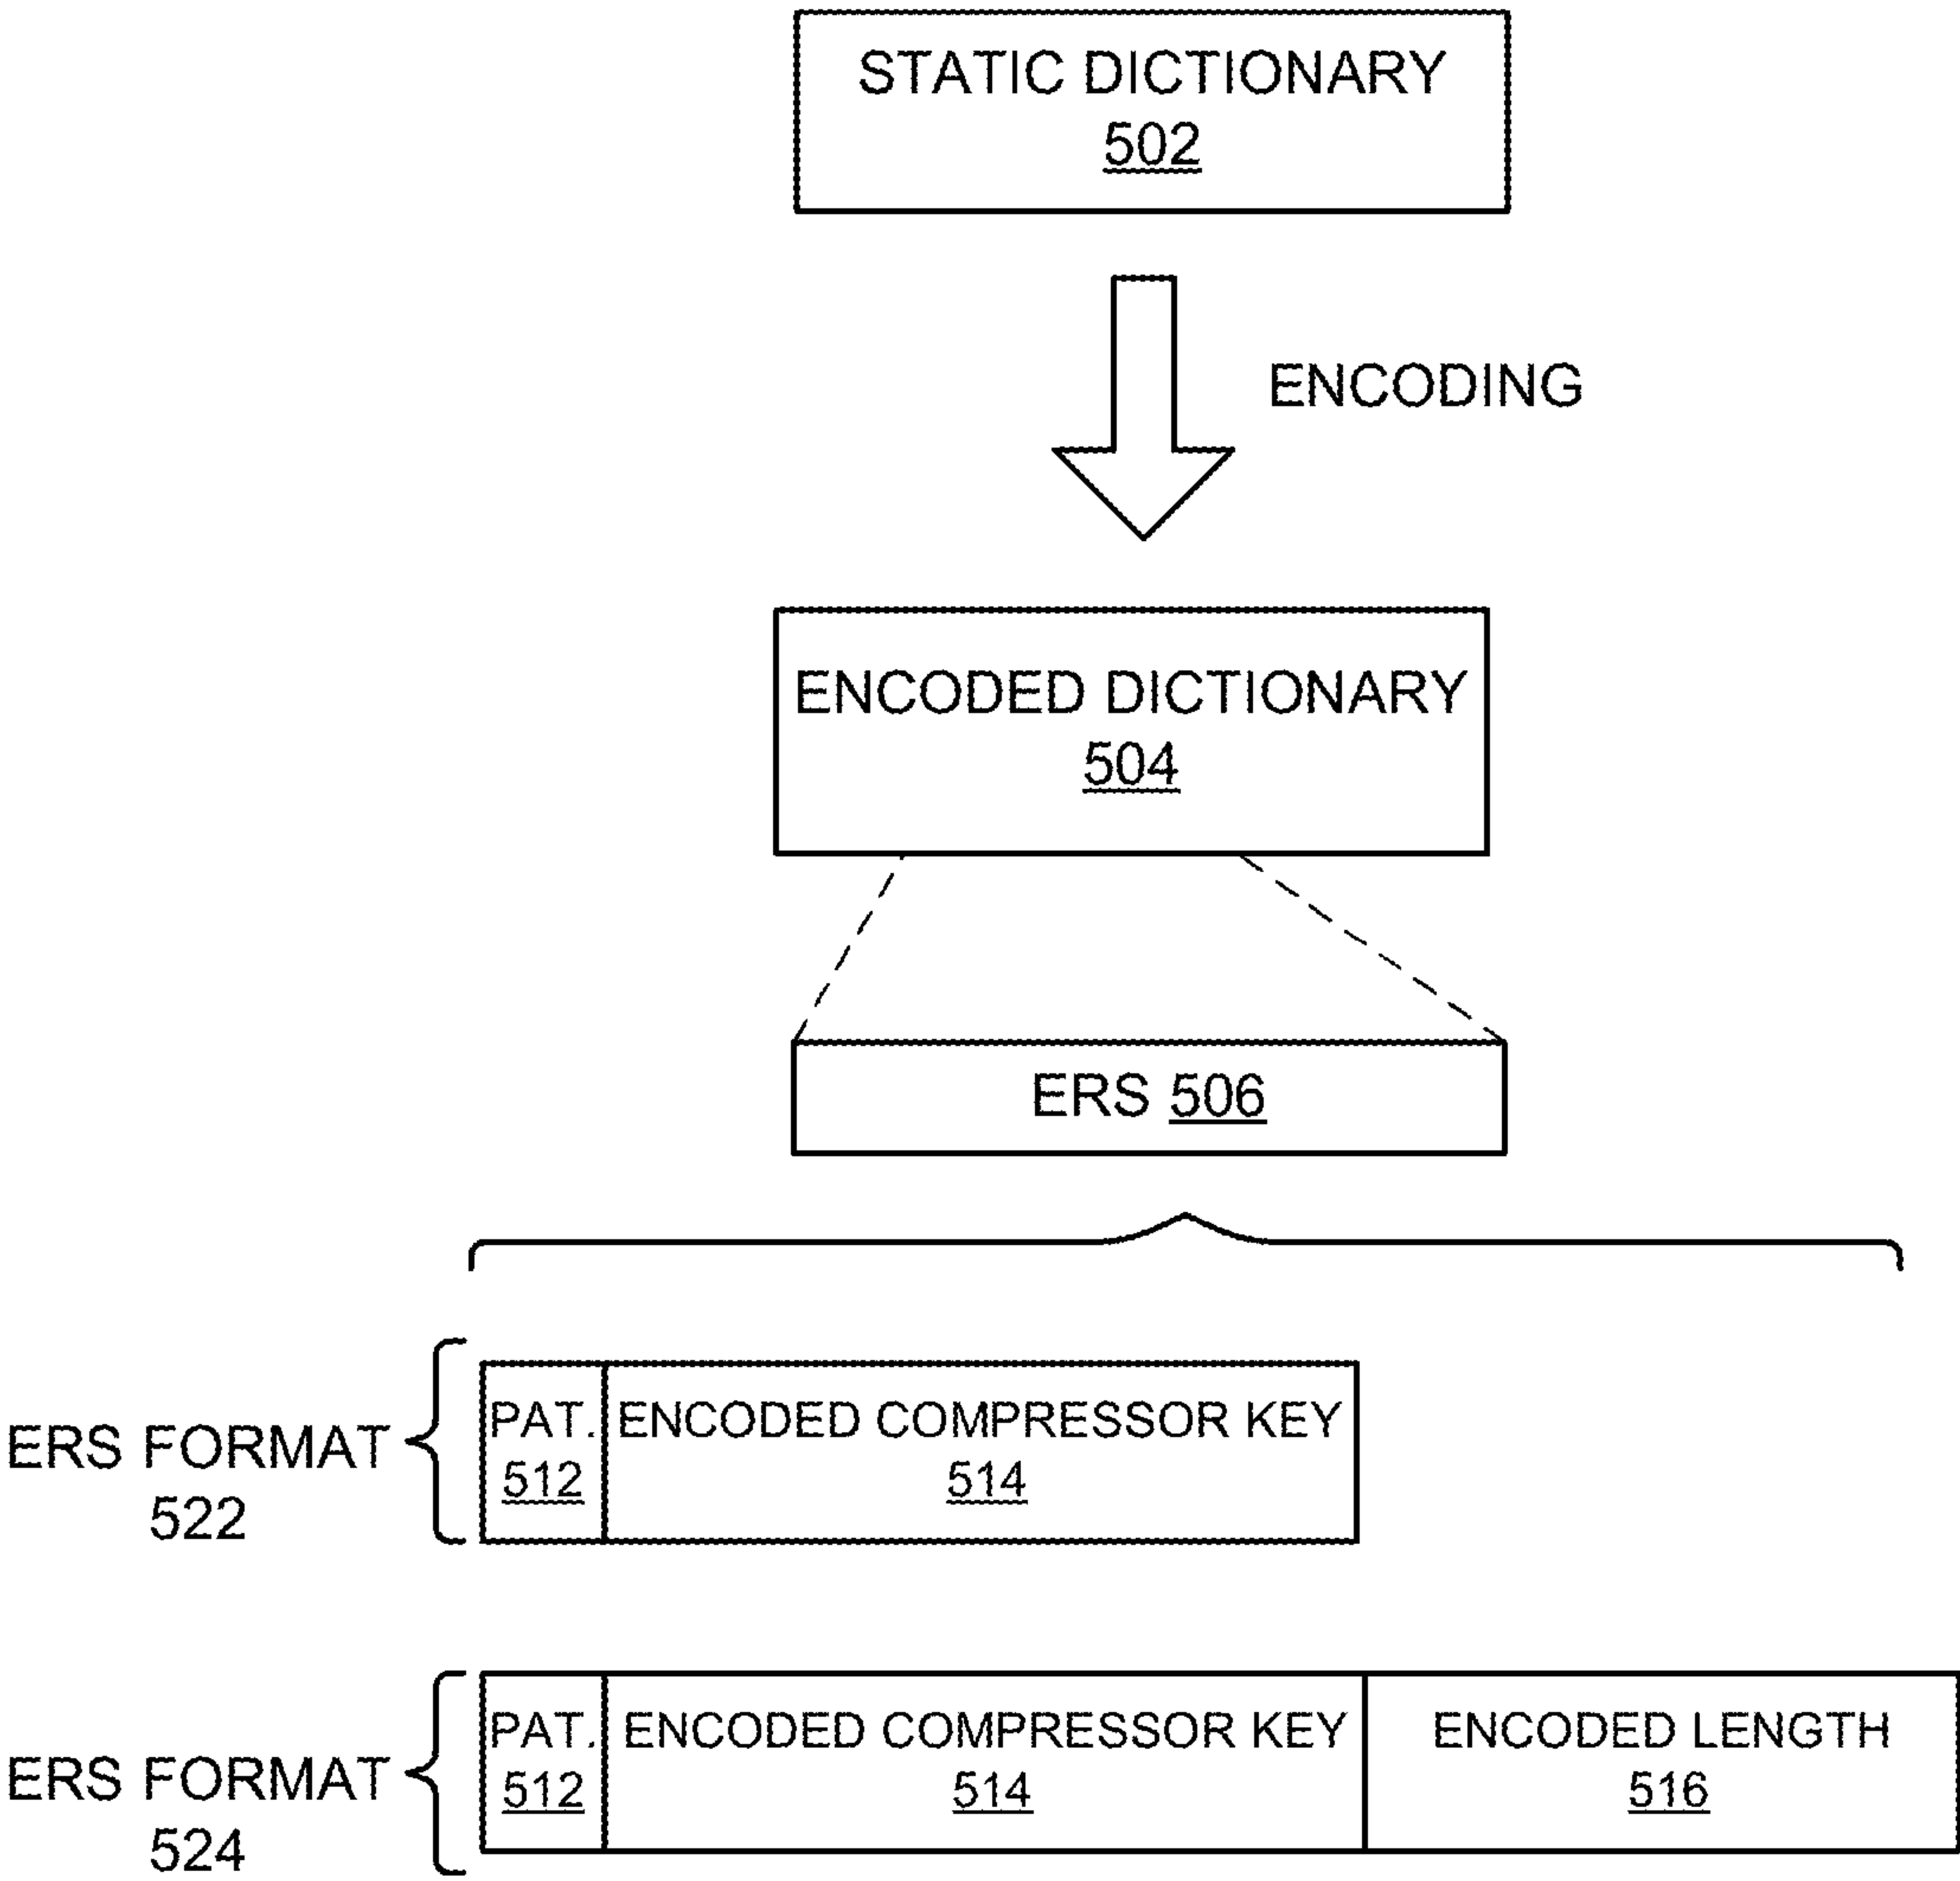 STATIC DICTIONARY
502
ENCODING
ENCODED DICTIONARY
504
ERS 506
ERS FORMAT
522
PAT.
512
ENCODED COMPRESSOR KEY
514
ERS FORMAT
524
PAT.
512
ENCODED COMPRESSOR KEY
514
ENCODED LENGTH
516